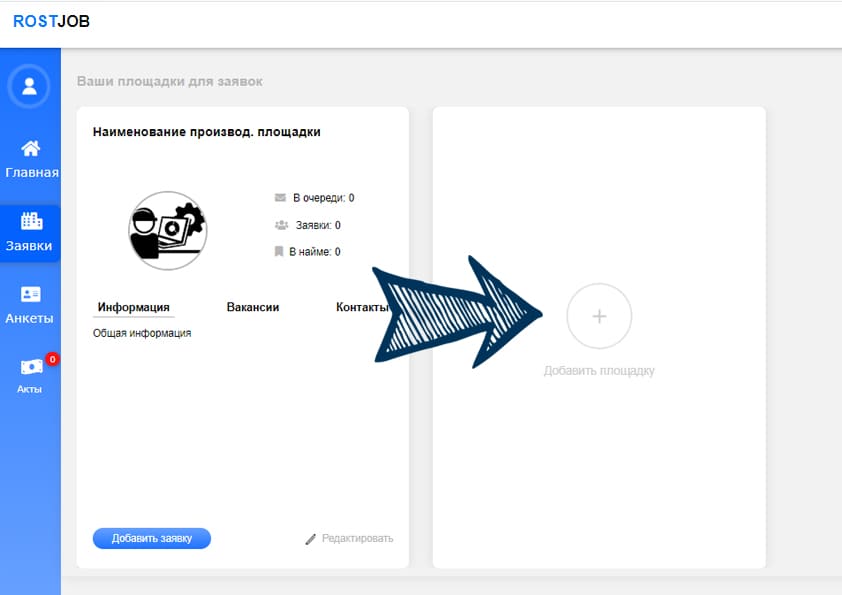 ROSTJOB
Ваши площадки для заявок
Главная
Заявки
Анкеты
0
Акты
Наименование производ. площадки
В очереди: 0
Заявки: 0
В найме: 0
Информация Вакансии Контакты
Общая информация
Добавить заявку Редактировать
+
Добавить площадку